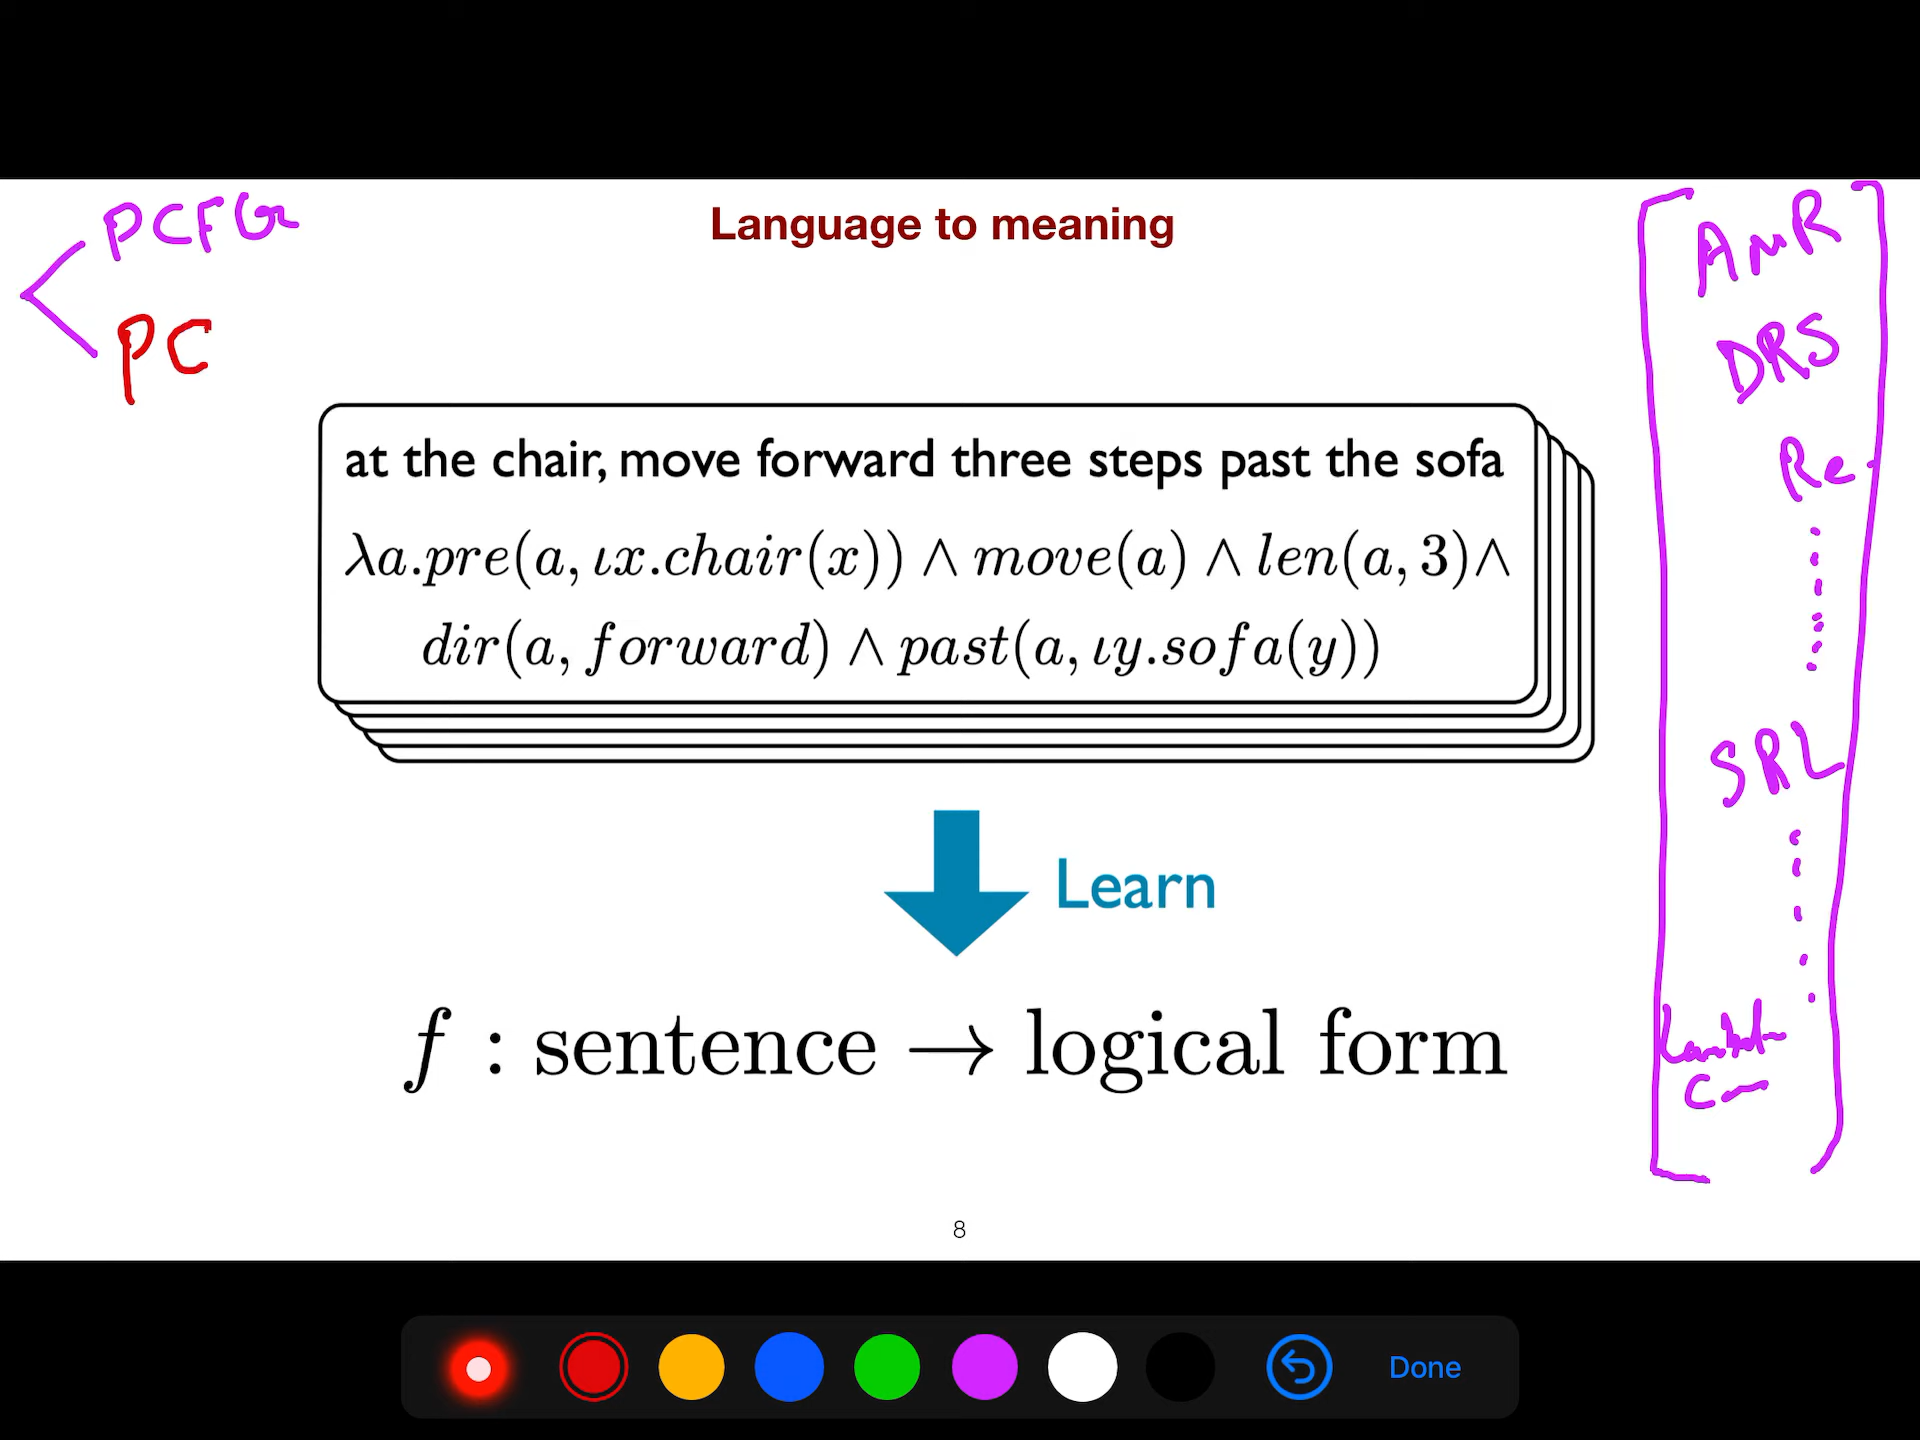 PCFG
PC
Language to meaning
AMR
DRS
Re.
at the chair, move forward three steps past the sofa
λa.pre(a, ιx.chair(x)) ∧ move(a) ∧ len(a, 3)∧
dir(a, forward) ∧ past(a, ιy.sofa(y))
SRL
Learn
f : sentence → logical form
Lambda
C
8
Done